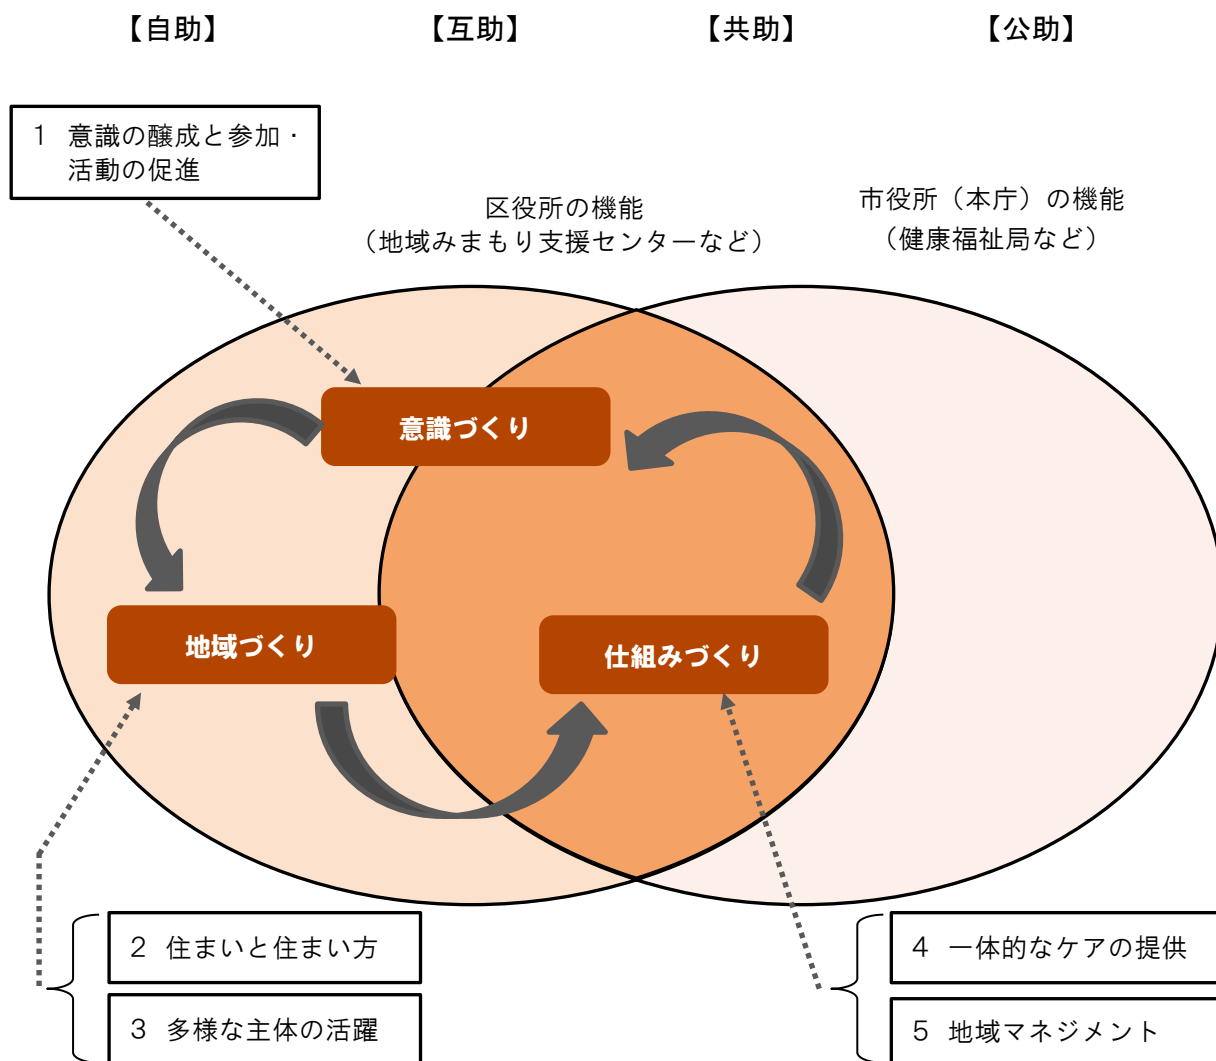 【自助】 【互助】 【共助】 【公助】
1 意識の醸成と参加・
活動の促進
区役所の機能
（地域みまもり支援センターなど）
市役所（本庁）の機能
（健康福祉局など）
意識づくり
地域づくり
仕組みづくり
2 住まいと住まい方
3 多様な主体の活躍
4 一体的なケアの提供
5 地域マネジメント